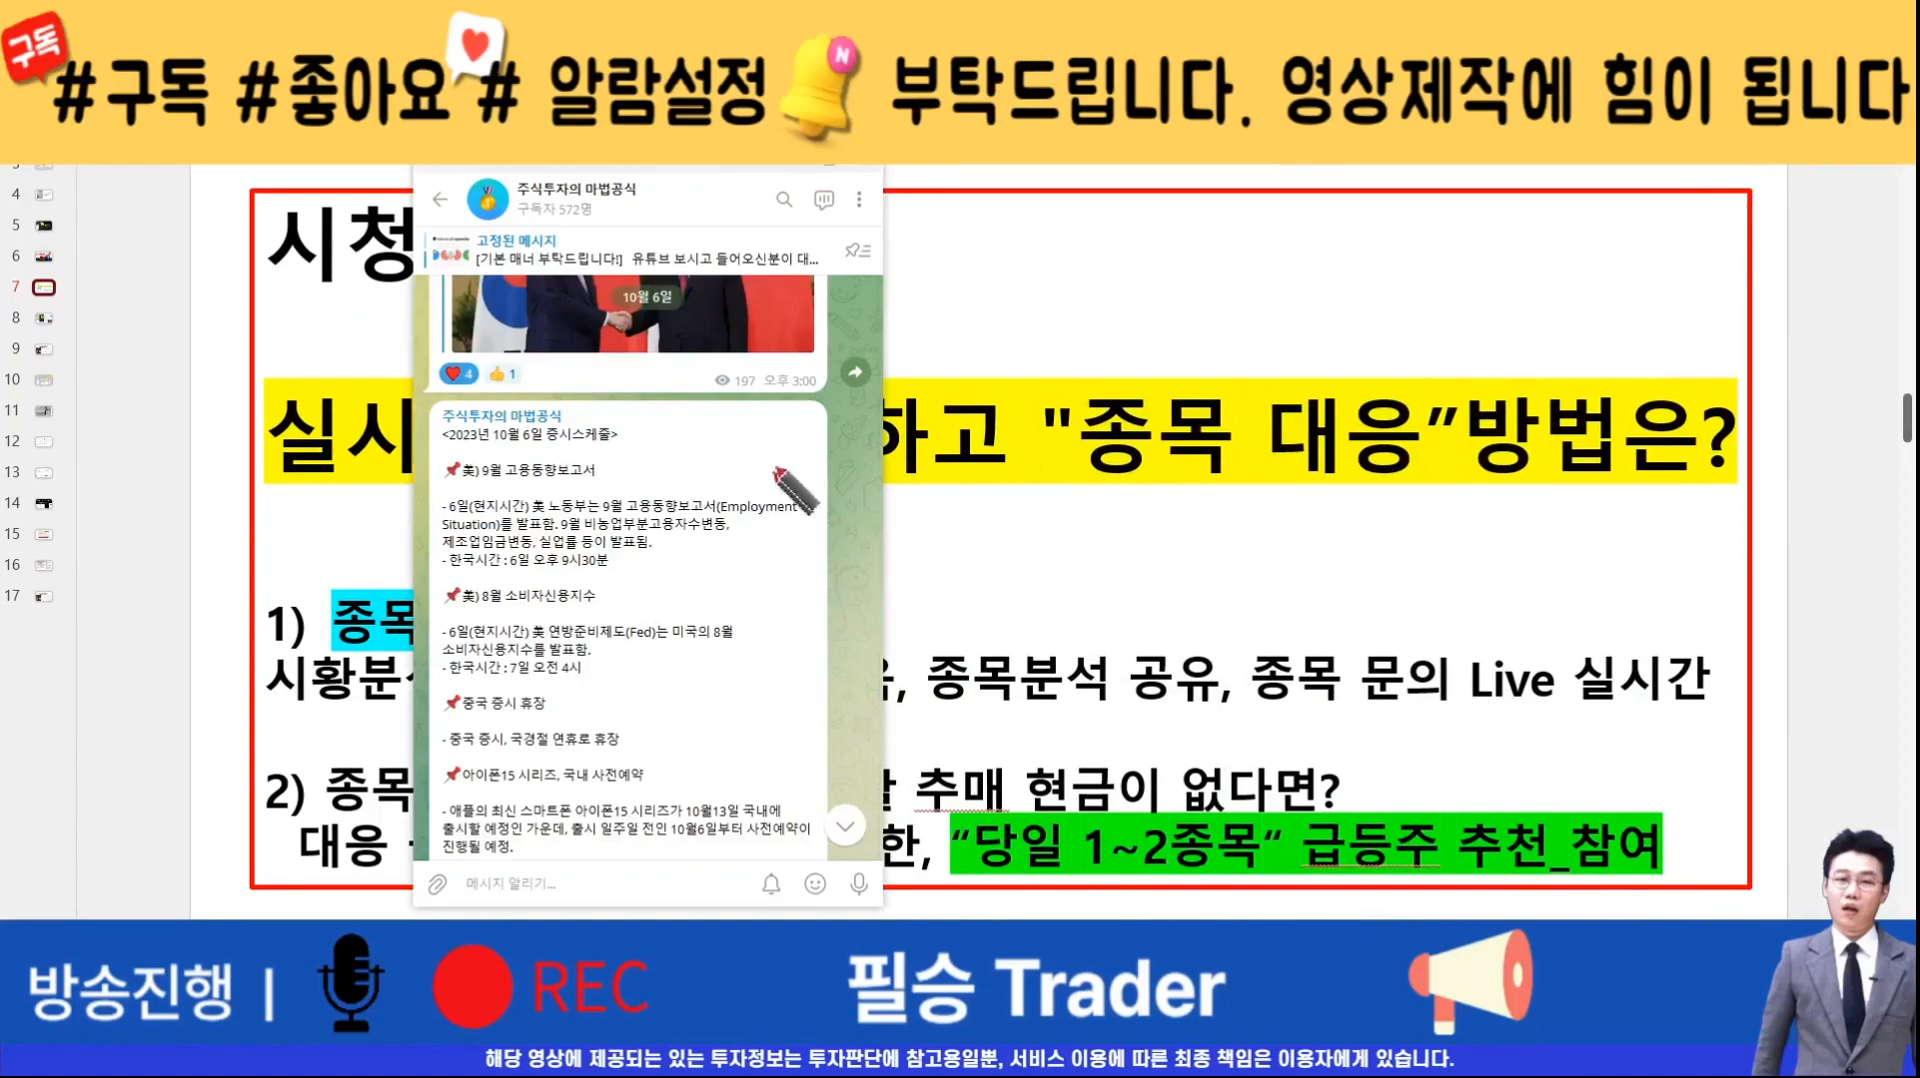 구독
#구독 #좋아요 # 알람설정 N 부탁드립니다. 영상제작에 힘이 됩니다
4
5
6
7
8
9
10
11
12
13
14
15
16
17
시청
실시 하고 "종목 대응”방법은?
1) 종목
시황분 , 종목분석 공유, 종목 문의 Live 실시간
2) 종목 추매 현금이 없다면?
대응 한, “당일 1~2종목“ 급등주 추천_참여
주식투자의 마법공식
구독자 572명
고정된 메시지
[기본 매너 부탁드립니다!] 유튜브 보시고 들어오신분이 대...
10월 6일
4 1
197 오후 3:00
주식투자의 마법공식
<2023년 10월 6일 증시스케줄>
美) 9월 고용동향보고서
- 6일(현지시간) 美 노동부는 9월 고용동향보고서(Employment
Situation)를 발표함. 9월 비농업부분고용자수변동,
제조업임금변동, 실업률 등이 발표됨.
- 한국시간 : 6일 오후 9시30분
美) 8월 소비자신용지수
- 6일(현지시간) 美 연방준비제도(Fed)는 미국의 8월
소비자신용지수를 발표함.
- 한국시간 : 7일 오전 4시
중국 증시 휴장
- 중국 증시, 국경절 연휴로 휴장
아이폰15 시리즈, 국내 사전예약
- 애플의 최신 스마트폰 아이폰15 시리즈가 10월13일 국내에
출시할 예정인 가운데, 출시 일주일 전인 10월6일부터 사전예약이
진행될 예정.
메시지 알리기...
방송진행 | REC 필승 Trader
해당 영상에 제공되는 있는 투자정보는 투자판단에 참고용일뿐, 서비스 이용에 따른 최종 책임은 이용자에게 있습니다.